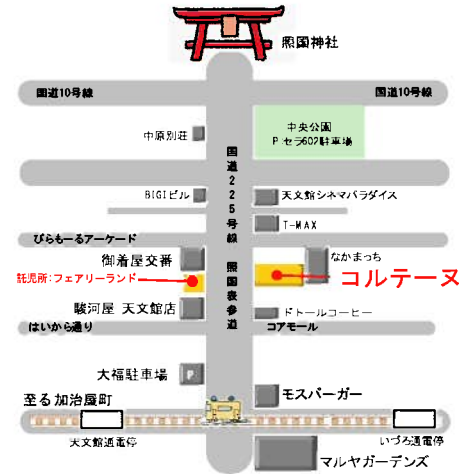 照国神社
国道10号線
国道10号線
中央公園
Pセラ602駐車場
中原別荘
国道225号線
BIGIビル
天文館シネマパラダイス
T-MAX
ぴらもーるアーケード
御着屋交番
なかまっち
託児所:フェアリーランド
コルテーヌ
照国表参道
駿河屋 天文館店
ドトールコーヒー
はいから通り
コアモール
大福駐車場
P
至る加治屋町
モスバーガー
天文館通電停
いづろ通電停
マルヤガーデンズ